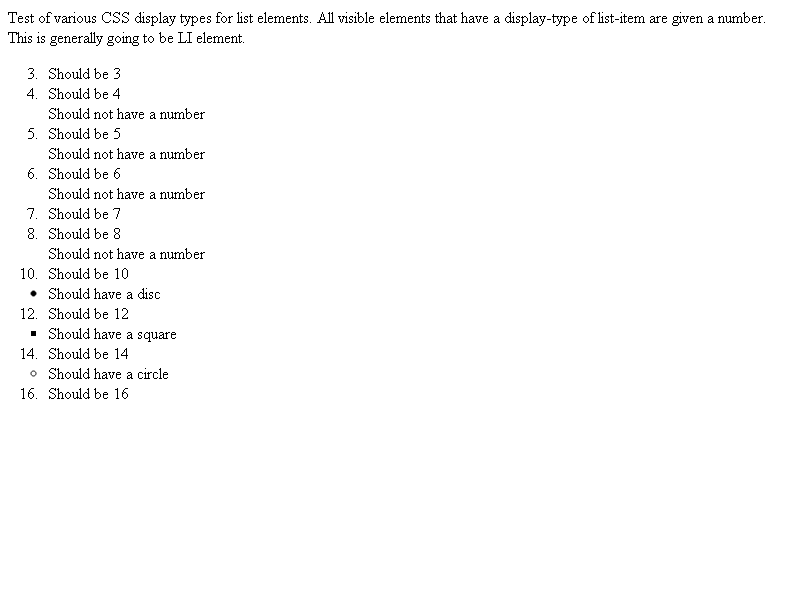 Test of various CSS display types for list elements. All visible elements that have a display-type of list-item are given a number.
This is generally going to be LI element.
3. Should be 3
4. Should be 4
Should not have a number
5. Should be 5
Should not have a number
6. Should be 6
Should not have a number
7. Should be 7
8. Should be 8
Should not have a number
10. Should be 10
• Should have a disc
12. Should be 12
▪ Should have a square
14. Should be 14
◦ Should have a circle
16. Should be 16